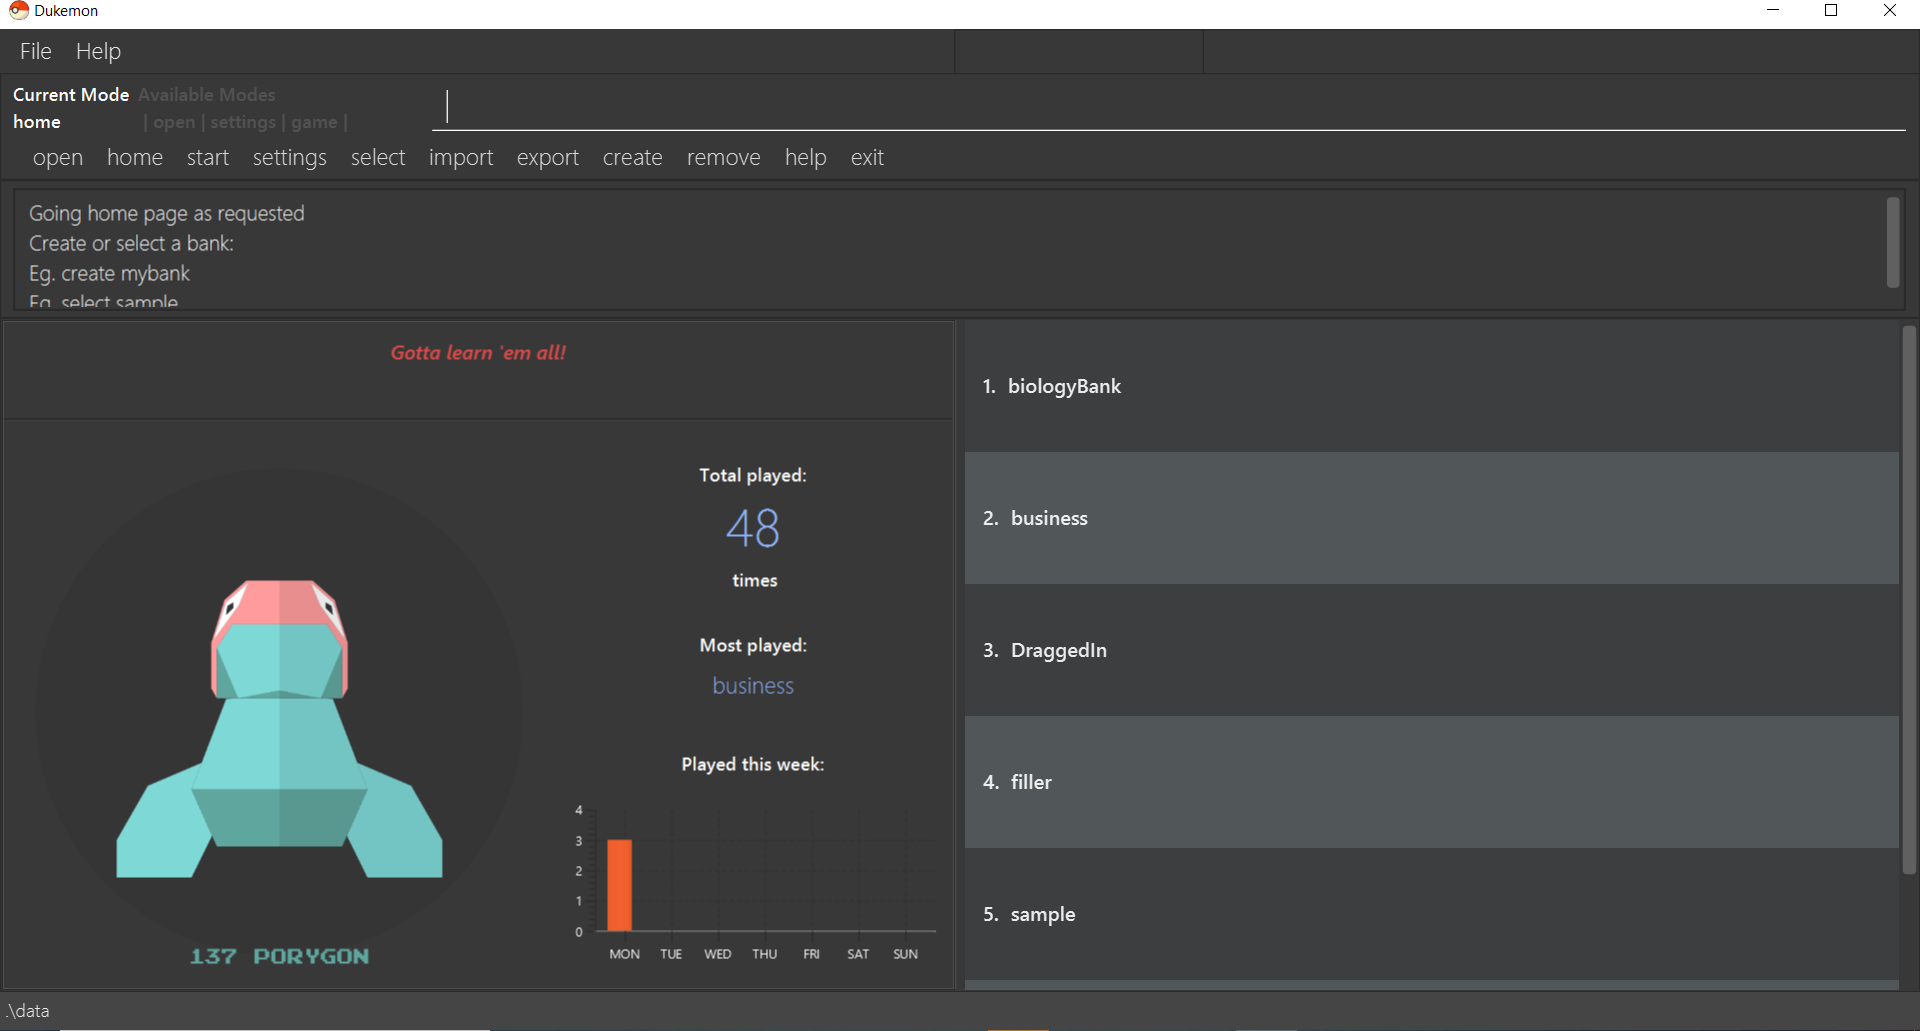 Dukemon
File Help
Current Mode Available Modes
home | open | settings | game |
open home start settings select import export create remove help exit
Going home page as requested
Create or select a bank:
Eg. create mybank
Eg. select sample
Gotta learn `em all!
Total played:
48
times
Most played:
business
Played this week:
4
3
2
1
0
MON TUE WED THU FRI SAT SUN
137 PORYGON
1. biologyBank
2. business
3. DraggedIn
4. filler
5. sample
.\data